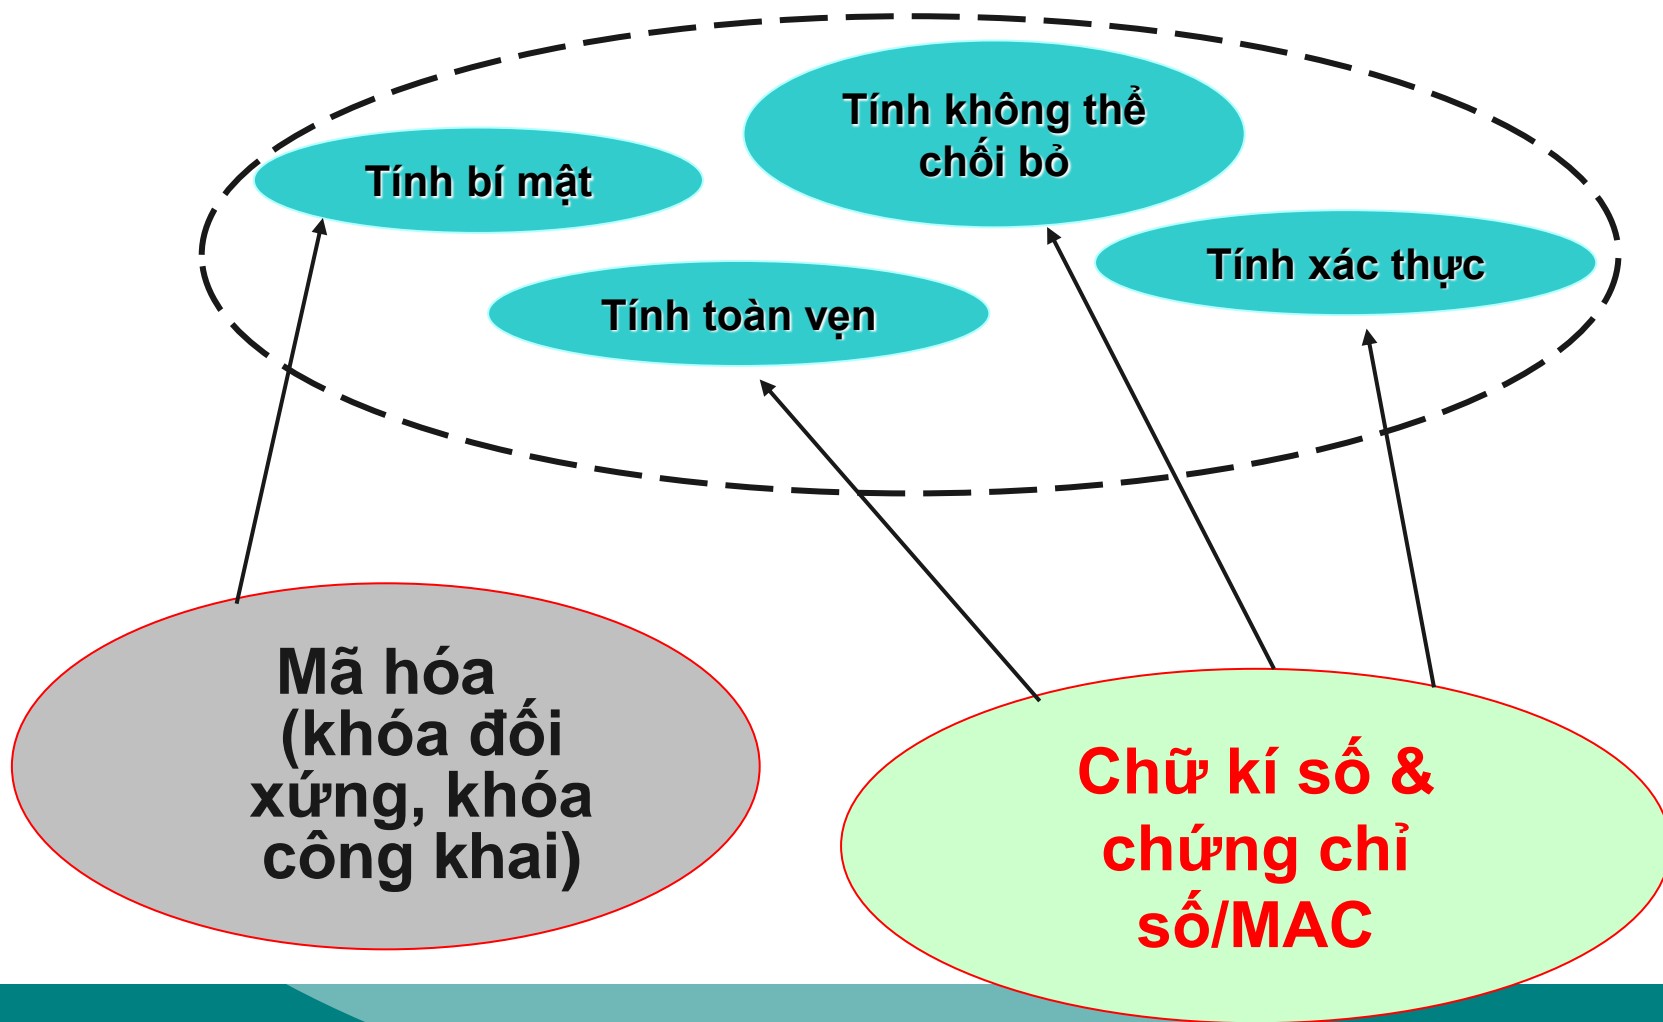 Tính không thể
chối bỏ
Tính bí mật
Tính xác thực
Tính toàn vẹn
Mã hóa
(khóa đối
xứng, khóa
công khai)
Chữ kí số &
chứng chỉ
số/MAC